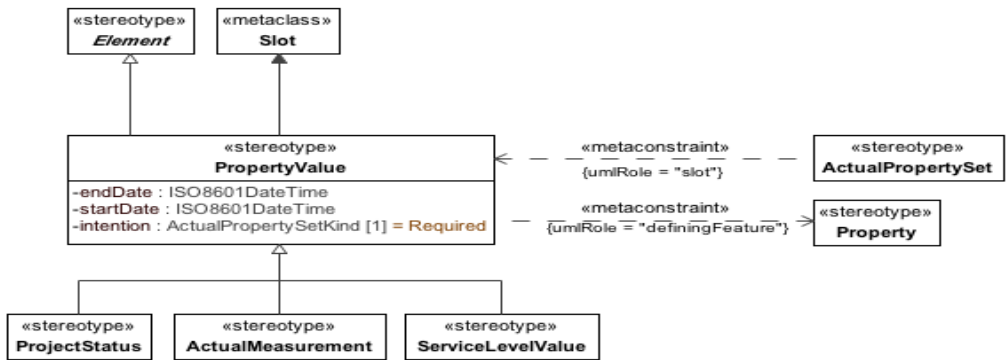 «stereotype»
Element
«metaclass»
Slot
«stereotype»
PropertyValue
-endDate : ISO8601DateTime
-startDate : ISO8601DateTime
-intention : ActualPropertySetKind [1] = Required
«metaconstraint»
{umlRole = "slot"}
«stereotype»
ActualPropertySet
«metaconstraint»
{umlRole = "definingFeature"}
«stereotype»
Property
«stereotype»
ProjectStatus
«stereotype»
ActualMeasurement
«stereotype»
ServiceLevelValue